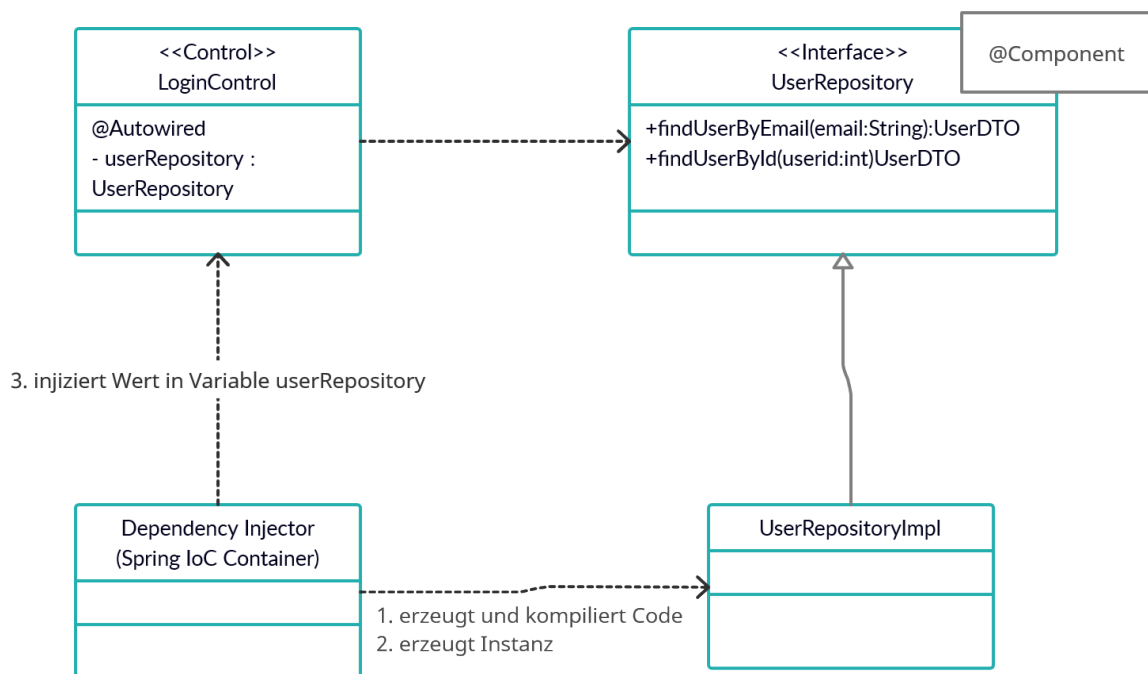 <<Control>>
LoginControl
@Autowired
- userRepository :
UserRepository
<<Interface>>
UserRepository
@Component
+findUserByEmail(email:String):UserDTO
+findUserById(userid:int)UserDTO
3. injiziert Wert in Variable userRepository
Dependency Injector
(Spring IoC Container)
1. erzeugt und kompiliert Code
2. erzeugt Instanz
UserRepositoryImpl